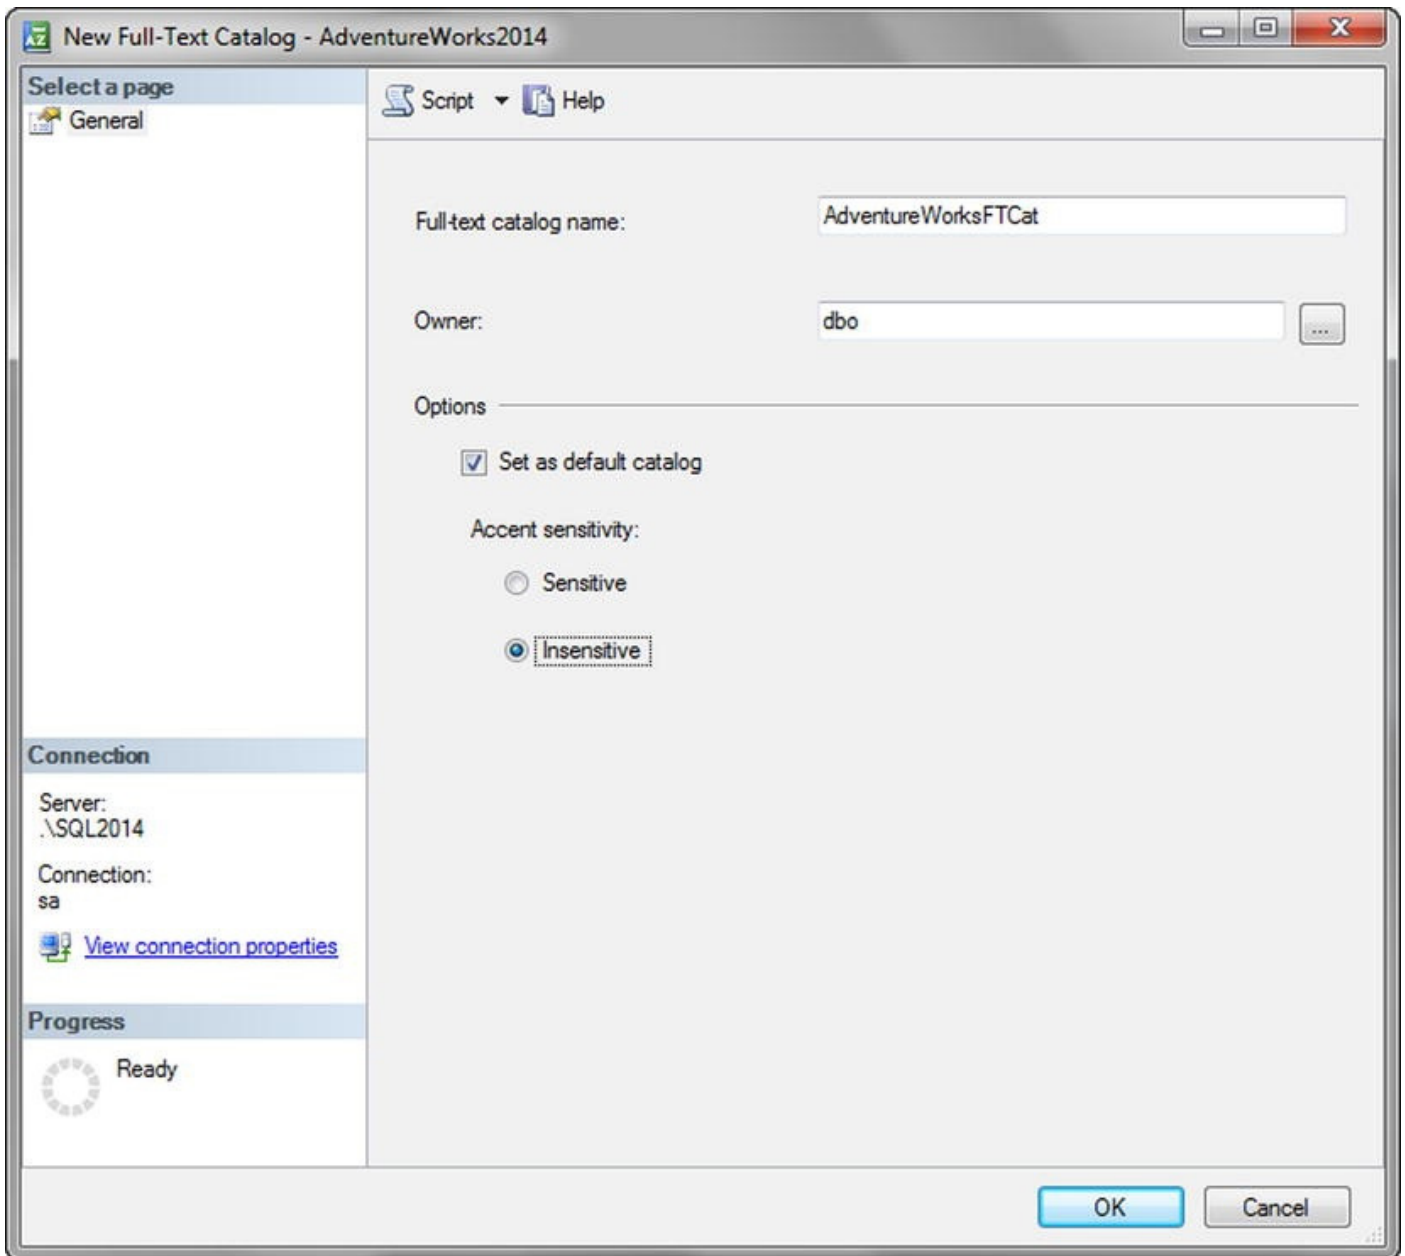 New Full-Text Catalog - AdventureWorks2014
Select a page
General
Script Help
Full-text catalog name: AdventureWorksFTCat
Owner: dbo ...
Options
Set as default catalog
Accent sensitivity:
Sensitive
Insensitive
Connection
Server:
.\SQL2014
Connection:
sa
View connection properties
Progress
Ready
OK Cancel